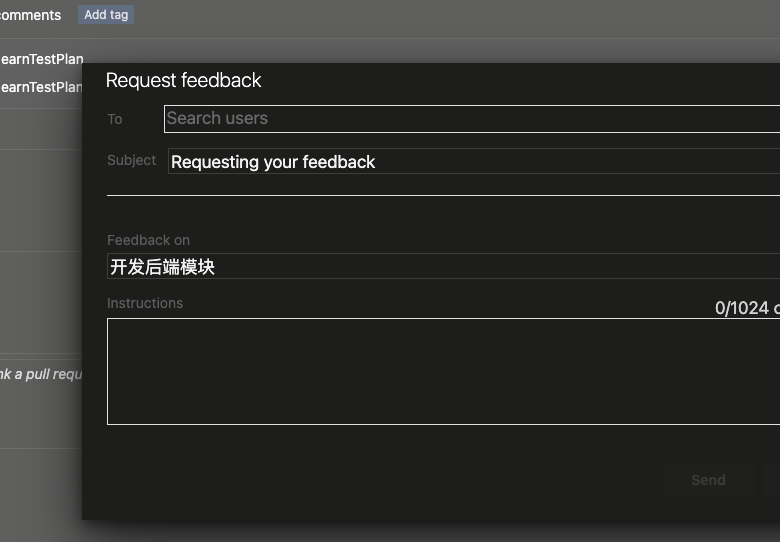 comments Add tag
earnTestPlan
earnTestPlan
Request feedback
To Search users
Subject Requesting your feedback
Feedback on
开发后端模块
Instructions
0/1024 c
nk a pull requ
Send